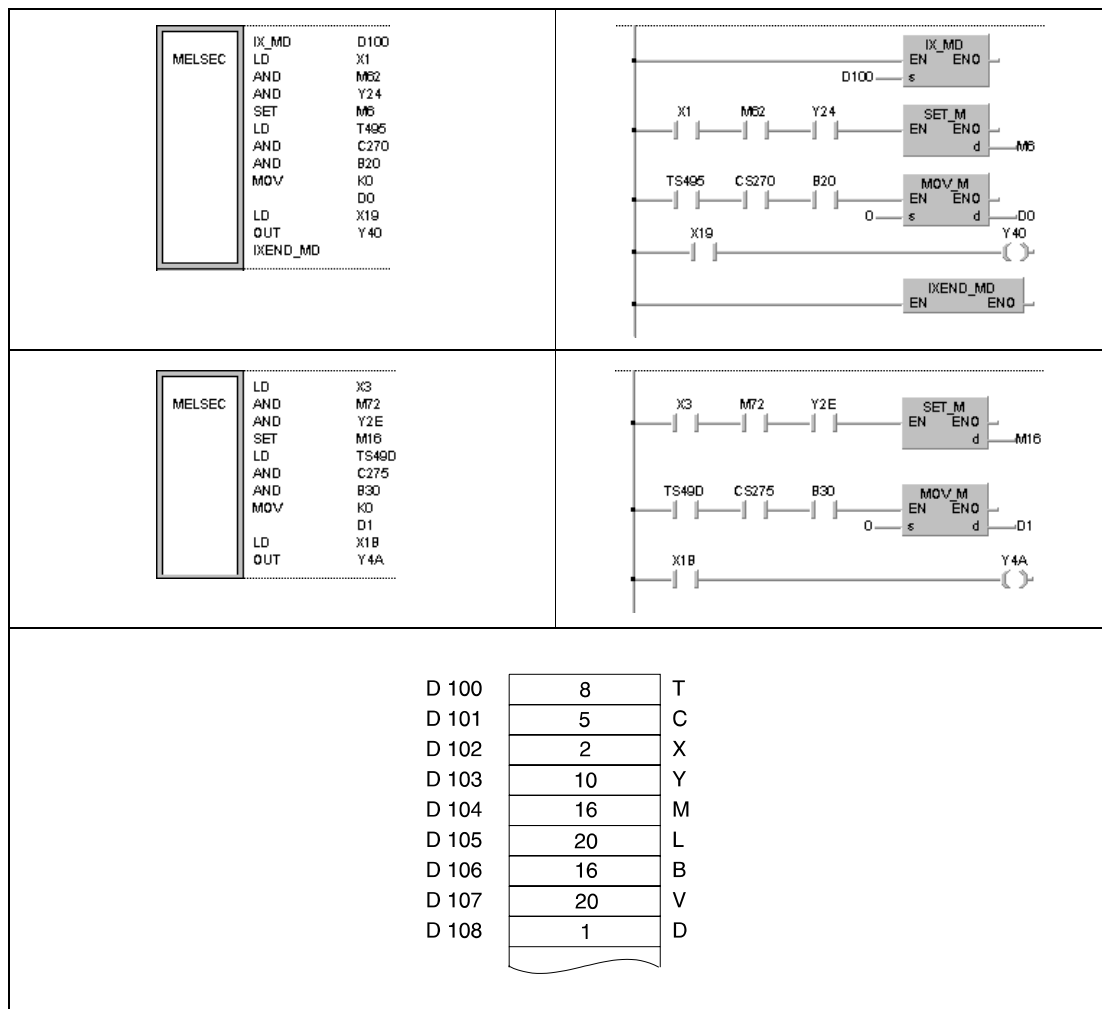 MELSEC
IX_MD D100
LD X1
AND M62
AND Y24
SET M6
LD T495
AND C270
AND B20
MOV K0
D0
LD X19
OUT Y40
IXEND_MD
IX_MD
EN ENO
D100 s
X1 M62 Y24
SET_M
EN ENO
d M6
TS495 CS270 B20
MOV_M
EN ENO
0 s d D0
X19 Y40
IXEND_MD
EN ENO
MELSEC
LD X3
AND M72
AND Y2E
SET M16
LD TS49D
AND C275
AND B30
MOV K0
D1
LD X1B
OUT Y4A
X3 M72 Y2E
SET_M
EN ENO
d M16
TS49D CS275 B30
MOV_M
EN ENO
0 s d D1
X1B Y4A
D 100 8 T
D 101 5 C
D 102 2 X
D 103 10 Y
D 104 16 M
D 105 20 L
D 106 16 B
D 107 20 V
D 108 1 D